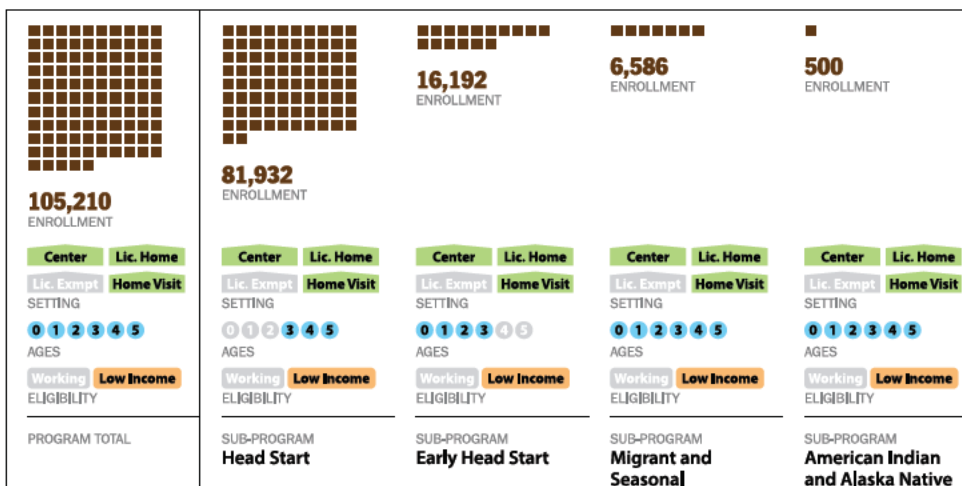 105,210
ENROLLMENT
Center Lic. Home
Lic. Exmpt Home Visit
SETTING
0 1 2 3 4 5
AGES
Working Low Income
ELIGIBILITY
PROGRAM TOTAL
81,932
ENROLLMENT
Center Lic. Home
Lic. Exmpt Home Visit
SETTING
0 1 2 3 4 5
AGES
Working Low Income
ELIGIBILITY
SUB-PROGRAM
Head Start
16,192
ENROLLMENT
Center Lic. Home
Lic. Exmpt Home Visit
SETTING
0 1 2 3 4 5
AGES
Working Low Income
ELIGIBILITY
SUB-PROGRAM
Early Head Start
6,586
ENROLLMENT
Center Lic. Home
Lic. Exmpt Home Visit
SETTING
0 1 2 3 4 5
AGES
Working Low Income
ELIGIBILITY
SUB-PROGRAM
Migrant and
Seasonal
500
ENROLLMENT
Center Lic. Home
Lic. Exmpt Home Visit
SETTING
0 1 2 3 4 5
AGES
Working Low Income
ELIGIBILITY
SUB-PROGRAM
American Indian
and Alaska Native